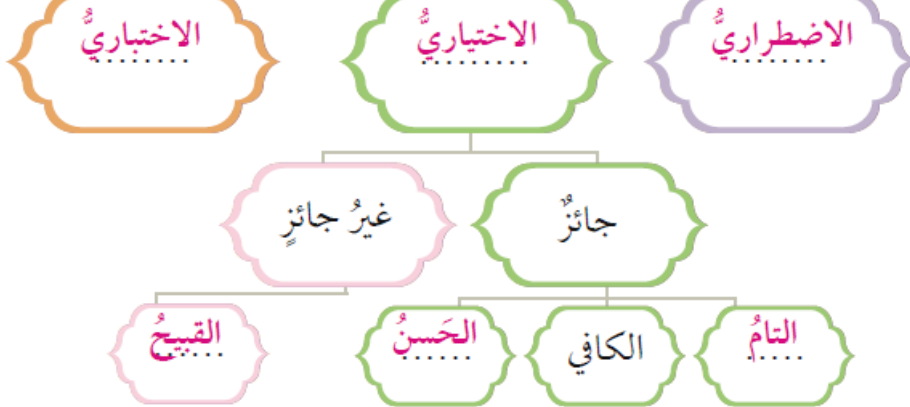 الاضطراريُّ الاختياريُّ الاختباريُّ
جائزٌ غيرُ جائزٍ
التامُ الكافي الحَسنُ القبيحُ